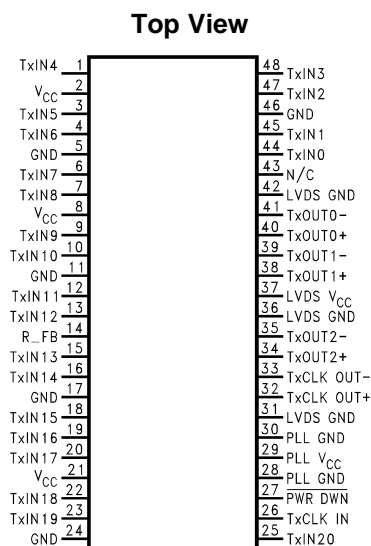 Top View
TxIN4 1
VCC 2
TxIN5 3
TxIN6 4
GND 5
TxIN7 6
TxIN8 7
VCC 8
TxIN9 9
TxIN10 10
GND 11
TxIN11 12
TxIN12 13
R_FB 14
TxIN13 15
TxIN14 16
GND 17
TxIN15 18
TxIN16 19
TxIN17 20
VCC 21
TxIN18 22
TxIN19 23
GND 24
48 TxIN3
47 TxIN2
46 GND
45 TxIN1
44 TxIN0
43 N/C
42 LVDS GND
41 TxOUT0-
40 TxOUT0+
39 TxOUT1-
38 TxOUT1+
37 LVDS VCC
36 LVDS GND
35 TxOUT2-
34 TxOUT2+
33 TxCLK OUT-
32 TxCLK OUT+
31 LVDS GND
30 PLL GND
29 PLL VCC
28 PLL GND
27 PWR DWN
26 TxCLK IN
25 TxIN20